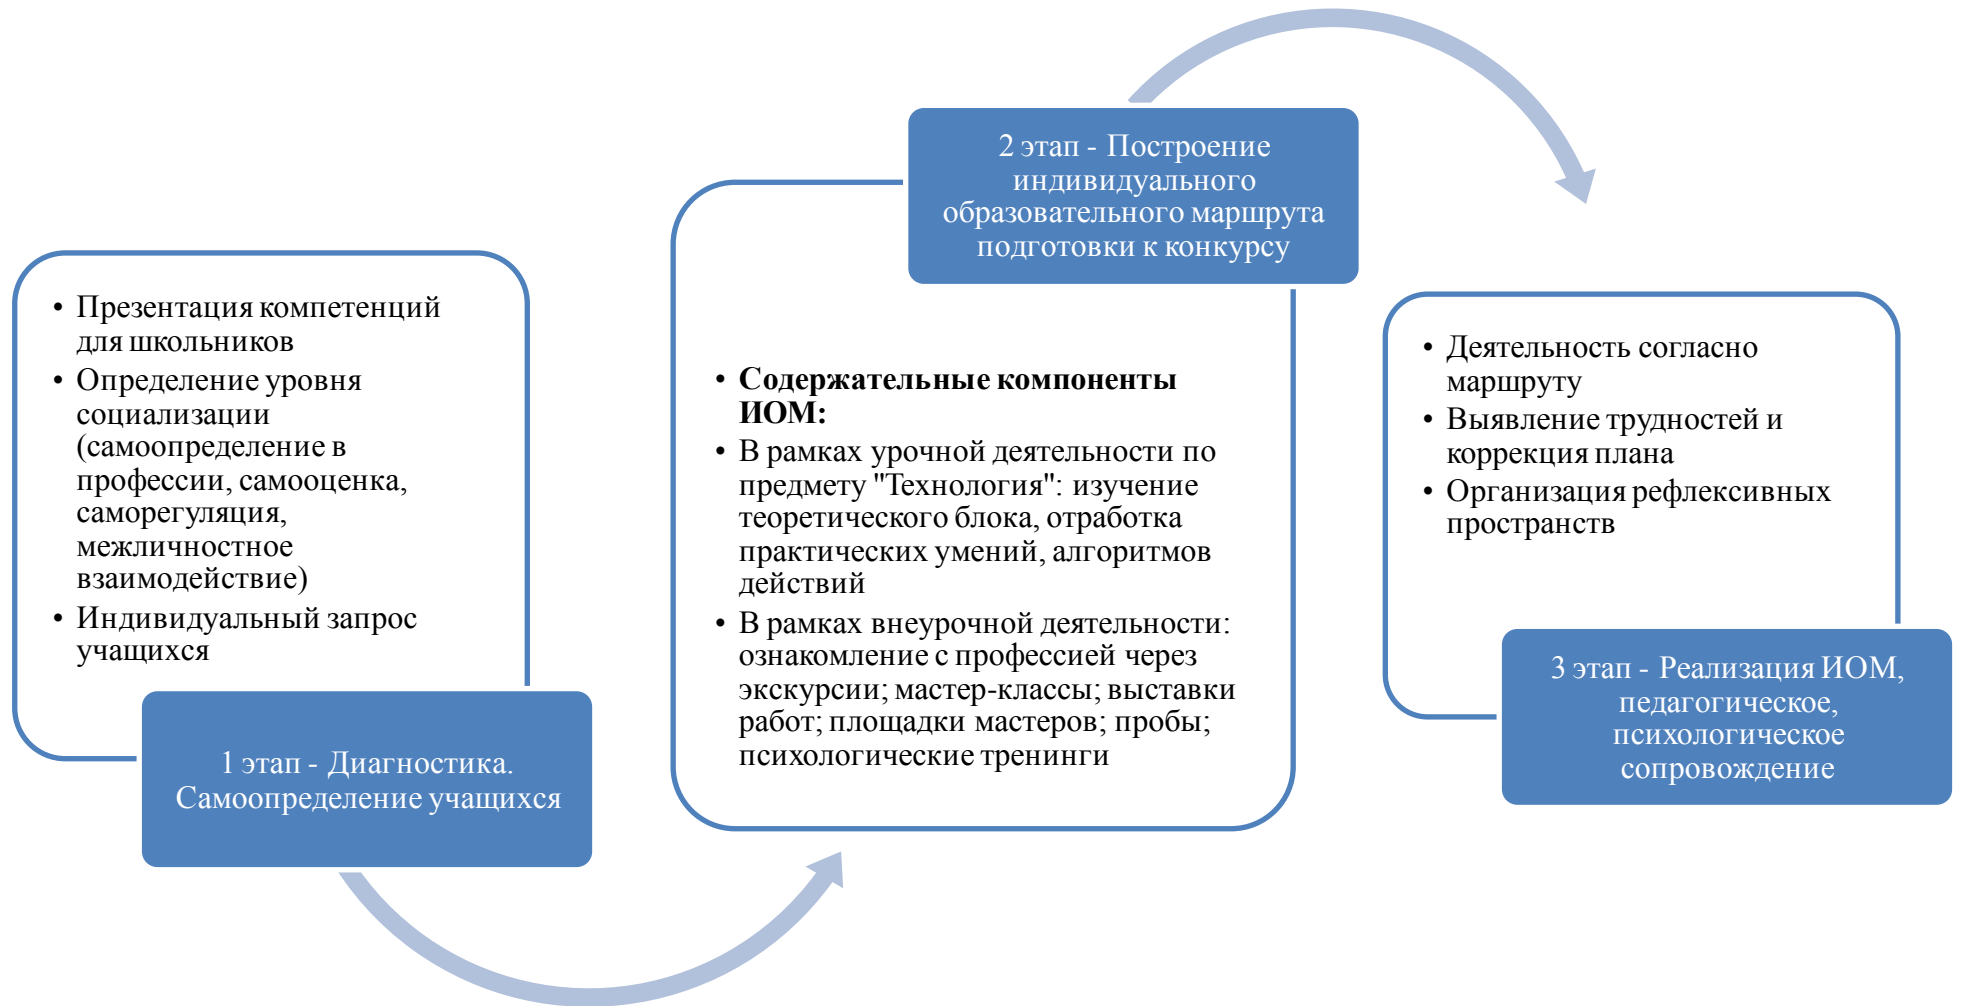 • Презентация компетенций
для школьников
• Определение уровня
социализации
(самоопределение в
профессии, самооценка,
саморегуляция,
межличностное
взаимодействие)
• Индивидуальный запрос
учащихся
1 этап - Диагностика.
Самоопределение учащихся
2 этап - Построение
индивидуального
образовательного маршрута
подготовки к конкурсу
• Содержательные компоненты
ИОМ:
• В рамках урочной деятельности по
предмету "Технология": изучение
теоретического блока, отработка
практических умений, алгоритмов
действий
• В рамках внеурочной деятельности:
ознакомление с профессией через
экскурсии; мастер-классы; выставки
работ; площадки мастеров; пробы;
психологические тренинги
• Деятельность согласно
маршруту
• Выявление трудностей и
коррекция плана
• Организация рефлексивных
пространств
3 этап - Реализация ИОМ,
педагогическое,
психологическое
сопровождение